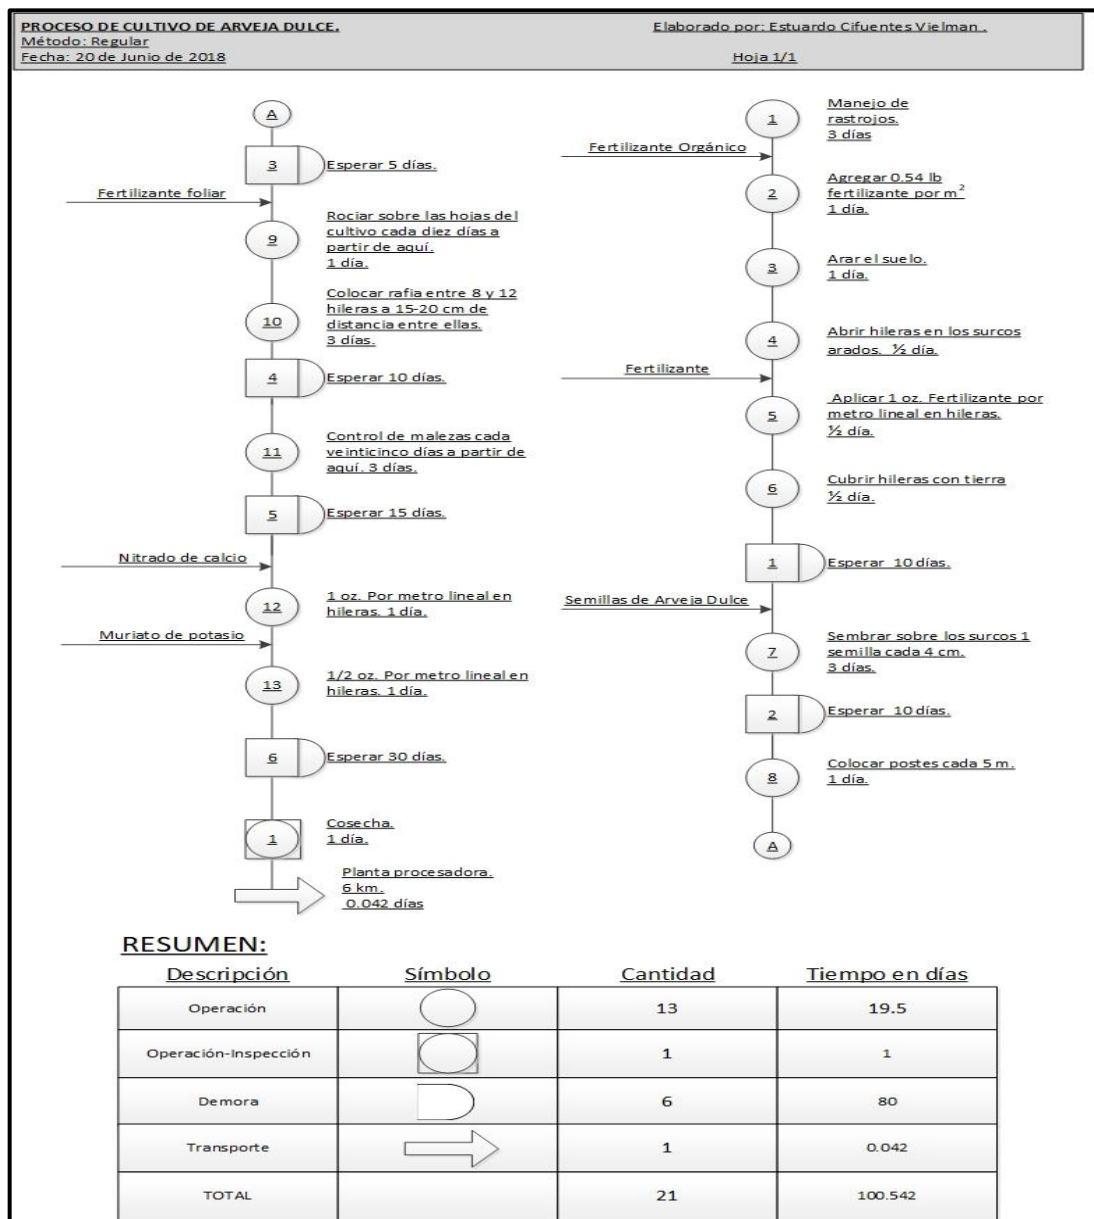 PROCESO DE CULTIVO DE ARVEJA DULCE.
Método: Regular
Fecha: 20 de Junio de 2018
Elaborado por: Estuardo Cifuentes Vielman .
Hoja 1/1
A
3
Esperar 5 días.
Fertilizante foliar
9
Rociar sobre las hojas del
cultivo cada diez días a
partir de aquí.
1 día.
10
Colocar rafia entre 8 y 12
hileras a 15-20 cm de
distancia entre ellas.
3 días.
4
Esperar 10 días.
11
Control de malezas cada
veinticinco días a partir de
aquí. 3 días.
5
Esperar 15 días.
Nitrado de calcio
12
1 oz. Por metro lineal en
hileras. 1 día.
Muriato de potasio
13
1/2 oz. Por metro lineal en
hileras. 1 día.
6
Esperar 30 días.
1
Cosecha.
1 día.
Planta procesadora.
6 km.
0.042 días
1
Manejo de
rastrojos.
3 días
Fertilizante Orgánico
2
Agregar 0.54 lb
fertilizante por m²
1 día.
3
Arar el suelo.
1 día.
4
Abrir hileras en los surcos
arados. ½ día.
Fertilizante
5
Aplicar 1 oz. Fertilizante por
metro lineal en hileras.
½ día.
6
Cubrir hileras con tierra
½ día.
1
Esperar 10 días.
Semillas de Arveja Dulce
7
Sembrar sobre los surcos 1
semilla cada 4 cm.
3 días.
2
Esperar 10 días.
8
Colocar postes cada 5 m.
1 día.
A
RESUMEN:
Descripción Símbolo Cantidad Tiempo en días
Operación 13 19.5
Operación-Inspección 1 1
Demora 6 80
Transporte 1 0.042
TOTAL 21 100.542